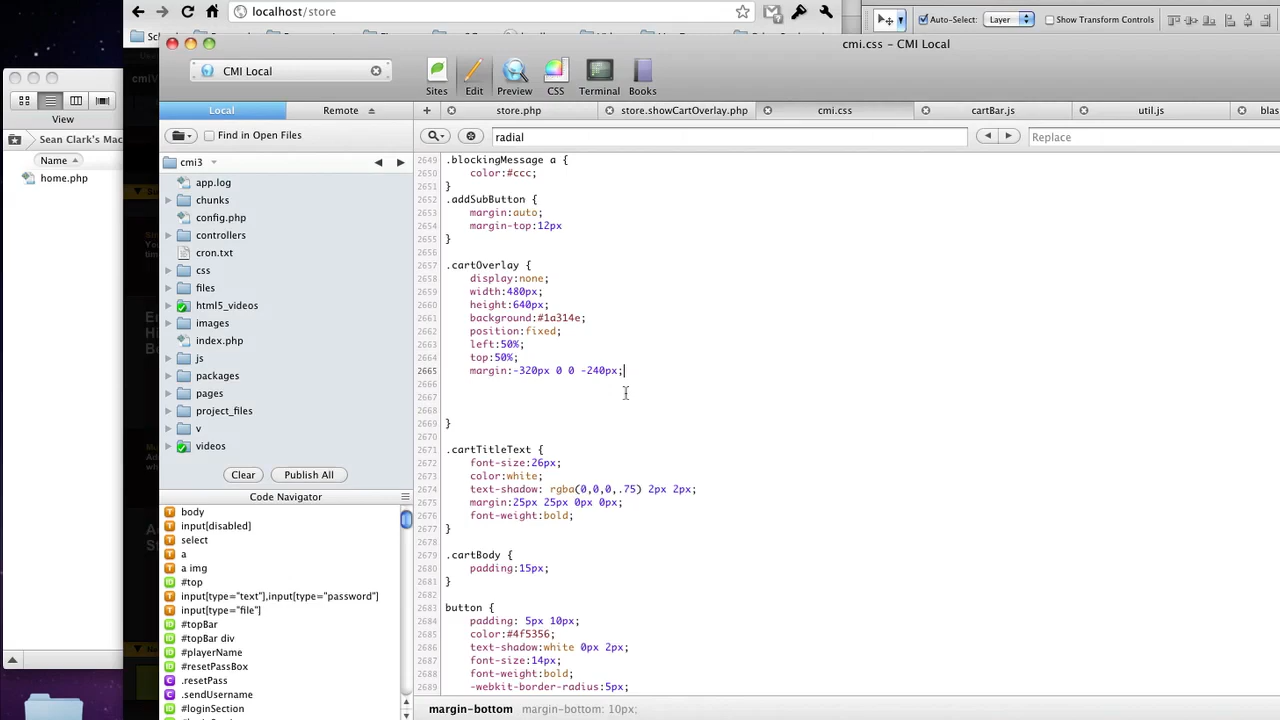 localhost/store
Auto-Select:
Layer
Show Transform Controls
cmi.css – CMI Local
CMI Local
Sites
Edit
Preview
CSS
Terminal
Books
View
Local
Remote
store.php
store.showCartOverlay.php
cmi.css
cartBar.js
util.js
Find in Open Files
radial
Replace
Sean Clark's Mac
Name
home.php
cmi3
app.log
chunks
config.php
controllers
cron.txt
css
files
html5_videos
images
index.php
js
packages
pages
project_files
v
videos
Clear
Publish All
Code Navigator
body
input[disabled]
select
a
a img
#top
input[type="text"],input[type="password"]
input[type="file"]
#topBar
#topBar div
#playerName
#resetPassBox
.resetPass
.sendUsername
#loginSection
2649 .blockingMessage a {
2650 color:#ccc;
2651 }
2652 .addSubButton {
2653 margin:auto;
2654 margin-top:12px
2655 }
2656
2657 .cartOverlay {
2658 display:none;
2659 width:480px;
2660 height:640px;
2661 background:#1a314e;
2662 position:fixed;
2663 left:50%;
2664 top:50%;
2665 margin:-320px 0 0 -240px;
2666
2667
2668
2669 }
2670
2671 .cartTitleText {
2672 font-size:26px;
2673 color:white;
2674 text-shadow: rgba(0,0,0,.75) 2px 2px;
2675 margin:25px 25px 0px 0px;
2676 font-weight:bold;
2677 }
2678
2679 .cartBody {
2680 padding:15px;
2681 }
2682
2683 button {
2684 padding: 5px 10px;
2685 color:#4f5356;
2686 text-shadow:white 0px 2px;
2687 font-size:14px;
2688 font-weight:bold;
2689 -webkit-border-radius:5px;
margin-bottom margin-bottom: 10px;